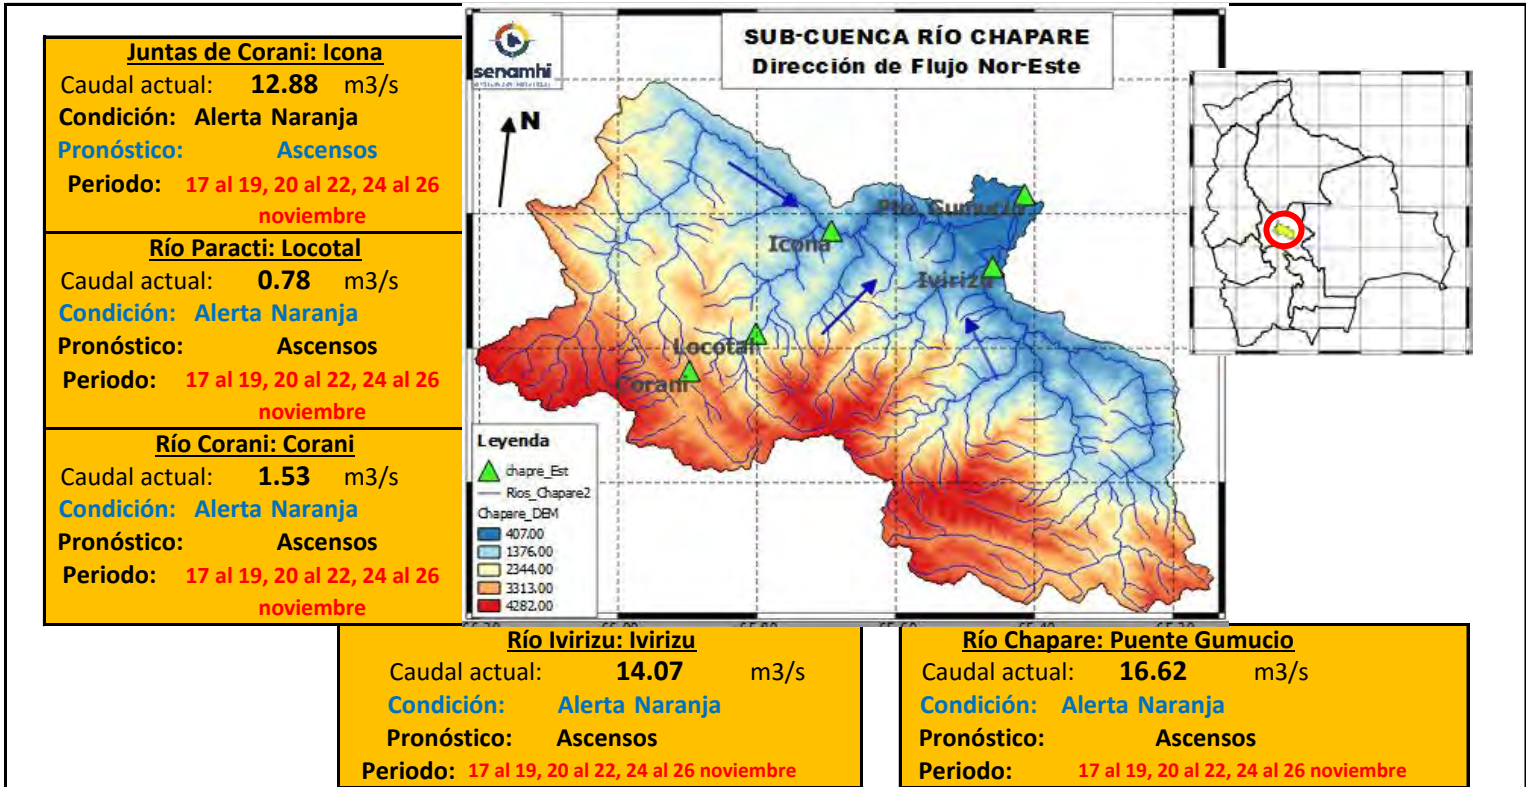 Juntas de Corani: Icona
Caudal actual: 12.88 m3/s
Condición: Alerta Naranja
Pronóstico: Ascensos
Periodo: 17 al 19, 20 al 22, 24 al 26
noviembre
Río Paracti: Locotal
Caudal actual: 0.78 m3/s
Condición: Alerta Naranja
Pronóstico: Ascensos
Periodo: 17 al 19, 20 al 22, 24 al 26
noviembre
Río Corani: Corani
Caudal actual: 1.53 m3/s
Condición: Alerta Naranja
Pronóstico: Ascensos
Periodo: 17 al 19, 20 al 22, 24 al 26
noviembre
senamhi
SUB-CUENCA RÍO CHAPARE
Dirección de Flujo Nor-Este
N
Pto. Gumucio
Icona
Ivirizu
Locotal
Corani
Leyenda
chapre_Est
Rios_Chapare2
Chapare_DEM
407.00
1376.00
2344.00
3313.00
4282.00
Río Ivirizu: Ivirizu
Caudal actual: 14.07 m3/s
Condición: Alerta Naranja
Pronóstico: Ascensos
Periodo: 17 al 19, 20 al 22, 24 al 26 noviembre
Río Chapare: Puente Gumucio
Caudal actual: 16.62 m3/s
Condición: Alerta Naranja
Pronóstico: Ascensos
Periodo: 17 al 19, 20 al 22, 24 al 26 noviembre